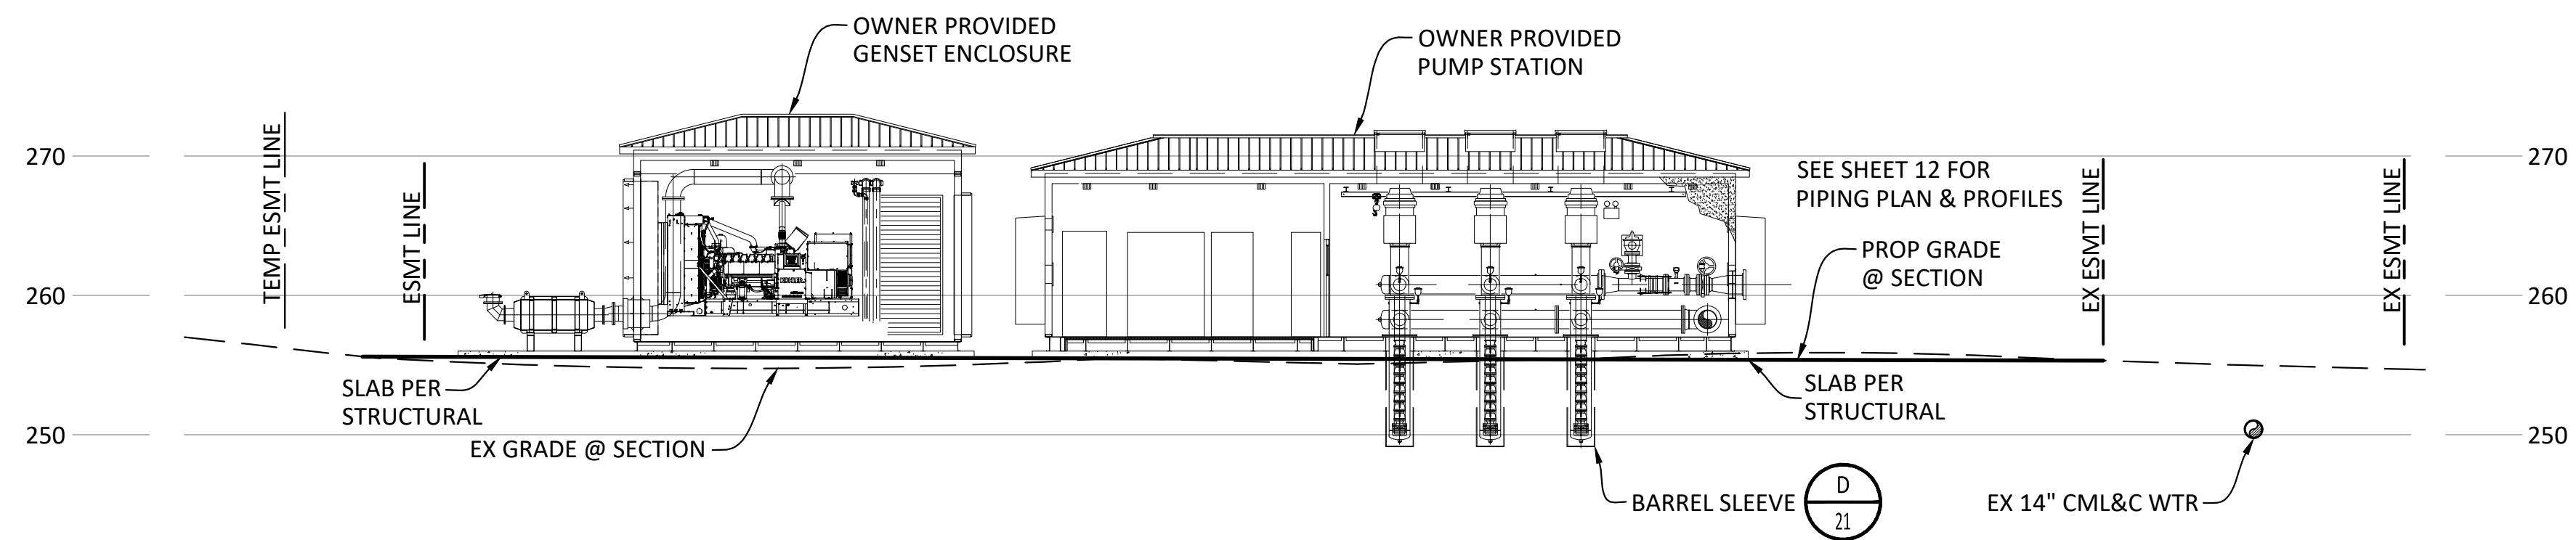 OWNER PROVIDED
GENSET ENCLOSURE
OWNER PROVIDED
PUMP STATION
TEMP ESMT LINE
ESMT LINE
270
270
SEE SHEET 12 FOR
PIPING PLAN & PROFILES
EX ESMT LINE
EX ESMT LINE
PROP GRADE
@ SECTION
KOHLER
260
260
SLAB PER
STRUCTURAL
SLAB PER
STRUCTURAL
250
250
EX GRADE @ SECTION
BARREL SLEEVE
D
21
EX 14" CML&C WTR